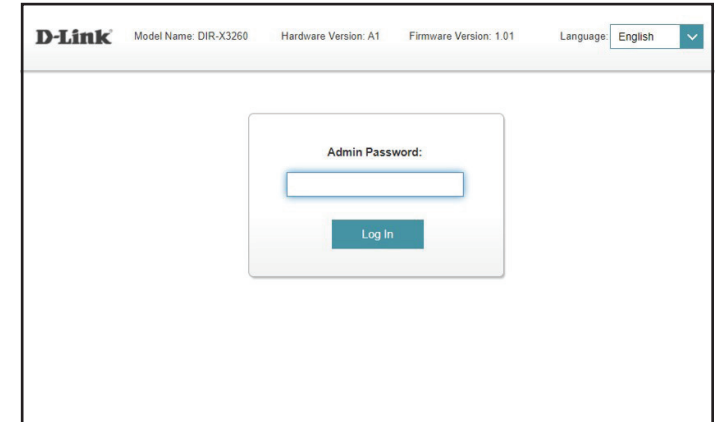 D-Link Model Name: DIR-X3260 Hardware Version: A1 Firmware Version: 1.01 Language: English
Admin Password:
Log In